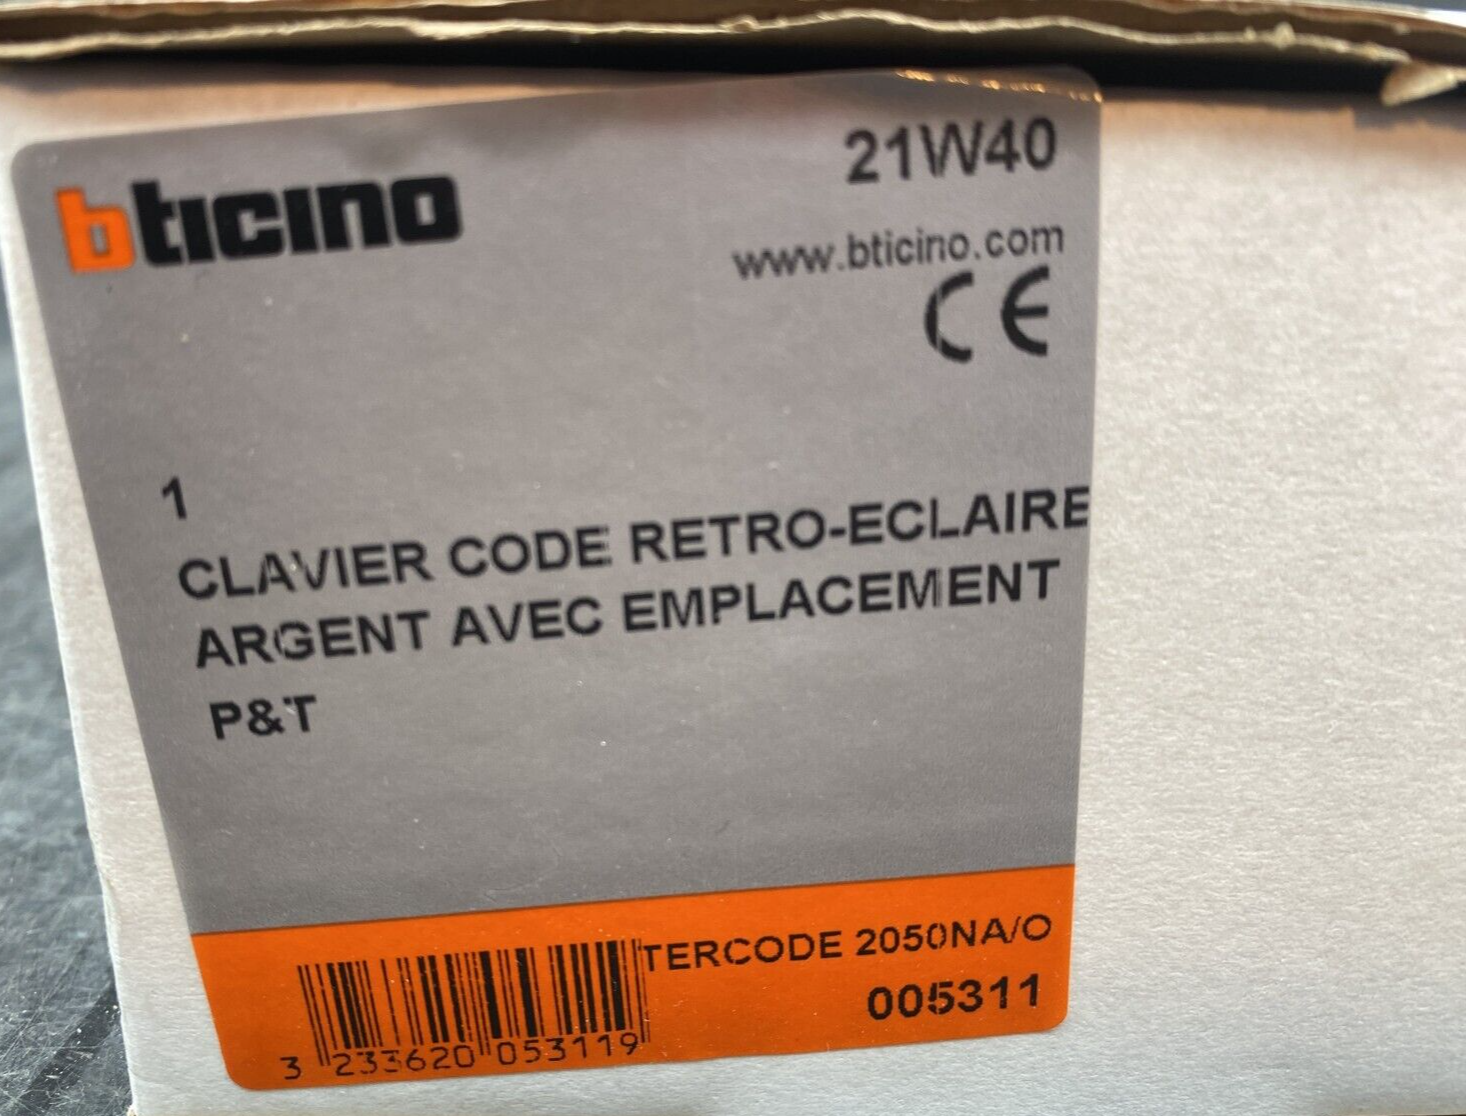 bticino
21W40
www.bticino.com
CE
1
CLAVIER CODE RETRO-ECLAIRE
ARGENT AVEC EMPLACEMENT
P&T
TERCODE 2050NA/O
005311
3 233620 053119